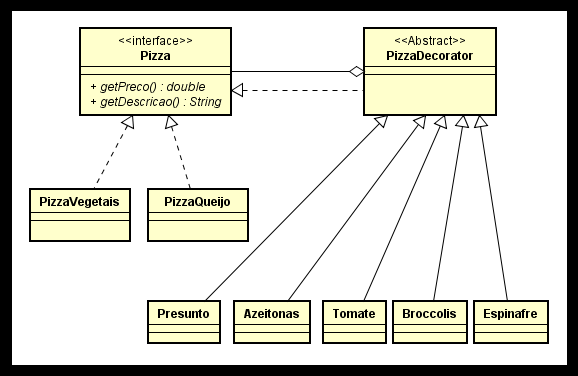 <<interface>>
Pizza
+ getPreco() : double
+ getDescricao() : String
<<Abstract>>
PizzaDecorator
PizzaVegetais
PizzaQueijo
Presunto
Azeitonas
Tomate
Broccolis
Espinafre